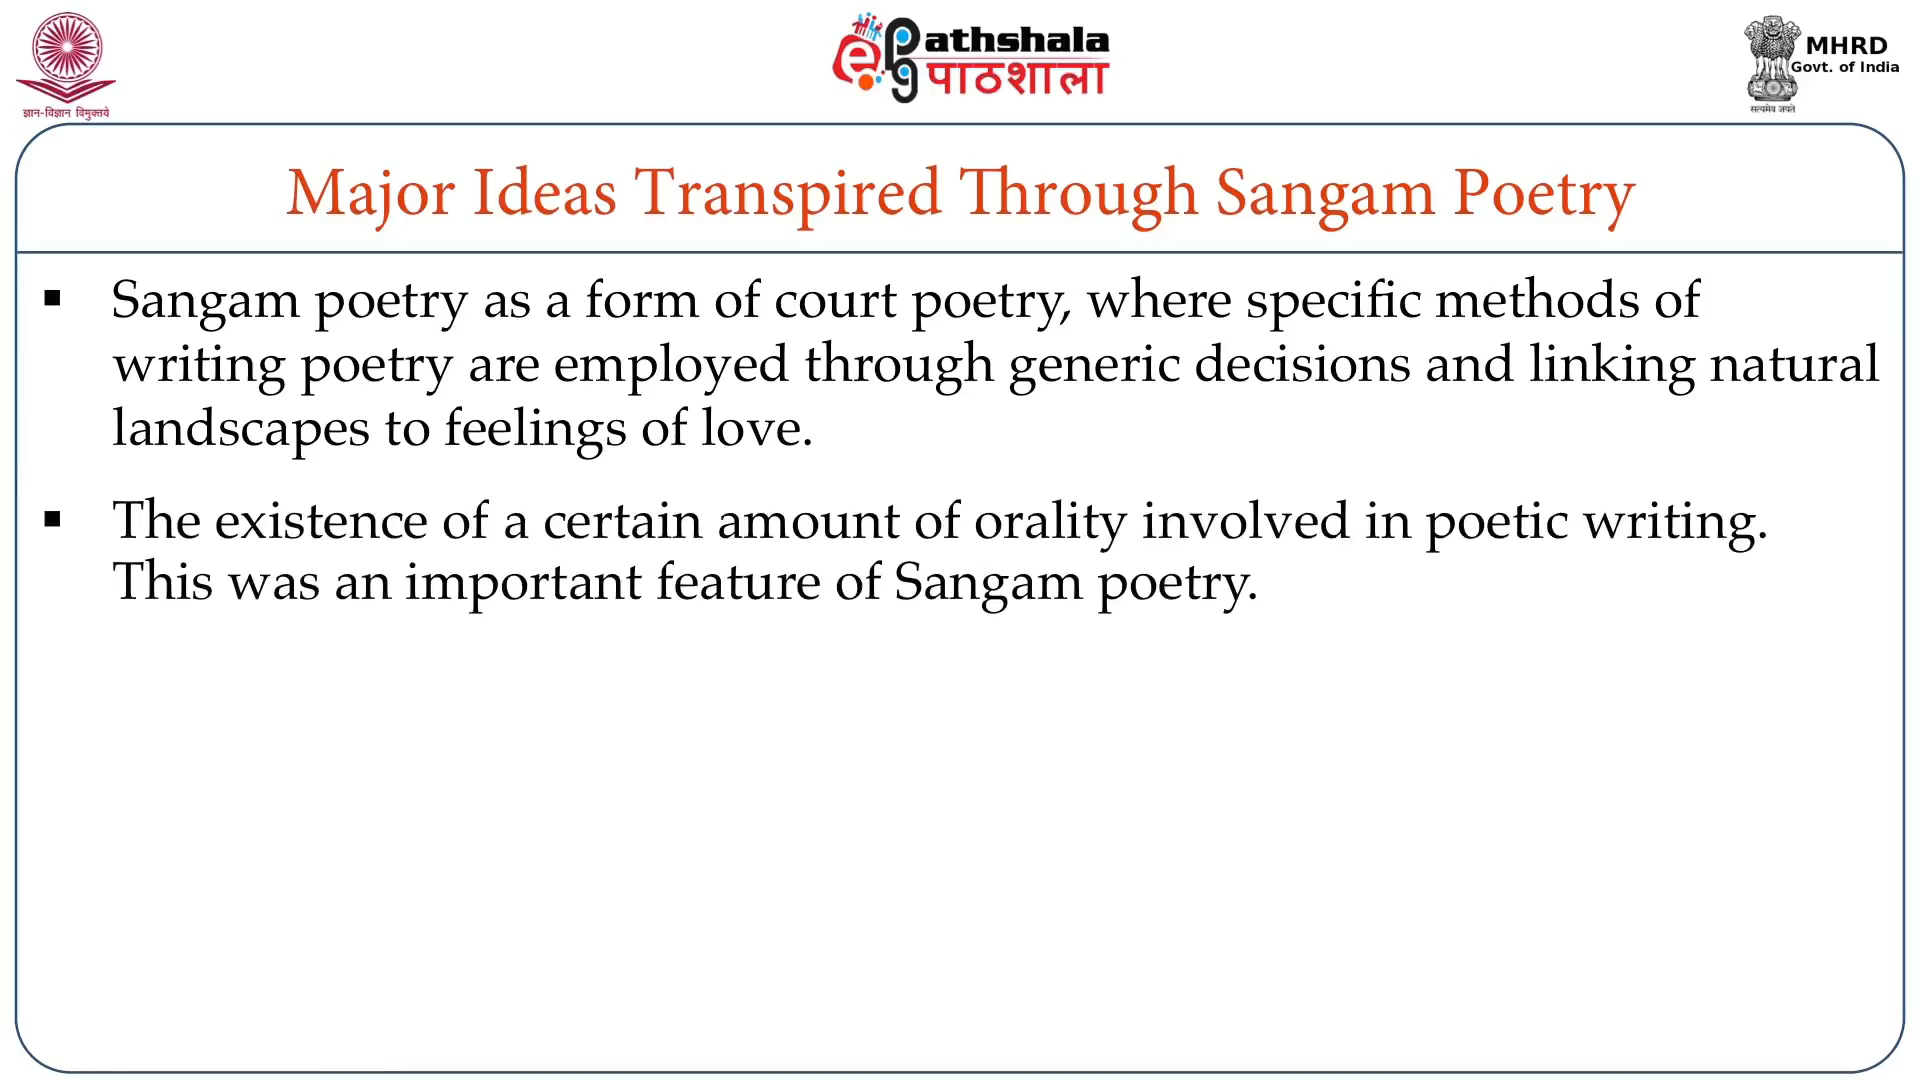 ज्ञान-विज्ञान विमुक्तये
ePathshala
पाठशाला
MHRD
Govt. of India
सत्यमेव जयते
Major Ideas Transpired Through Sangam Poetry
▪ Sangam poetry as a form of court poetry, where specific methods of
writing poetry are employed through generic decisions and linking natural
landscapes to feelings of love.
▪ The existence of a certain amount of orality involved in poetic writing.
This was an important feature of Sangam poetry.